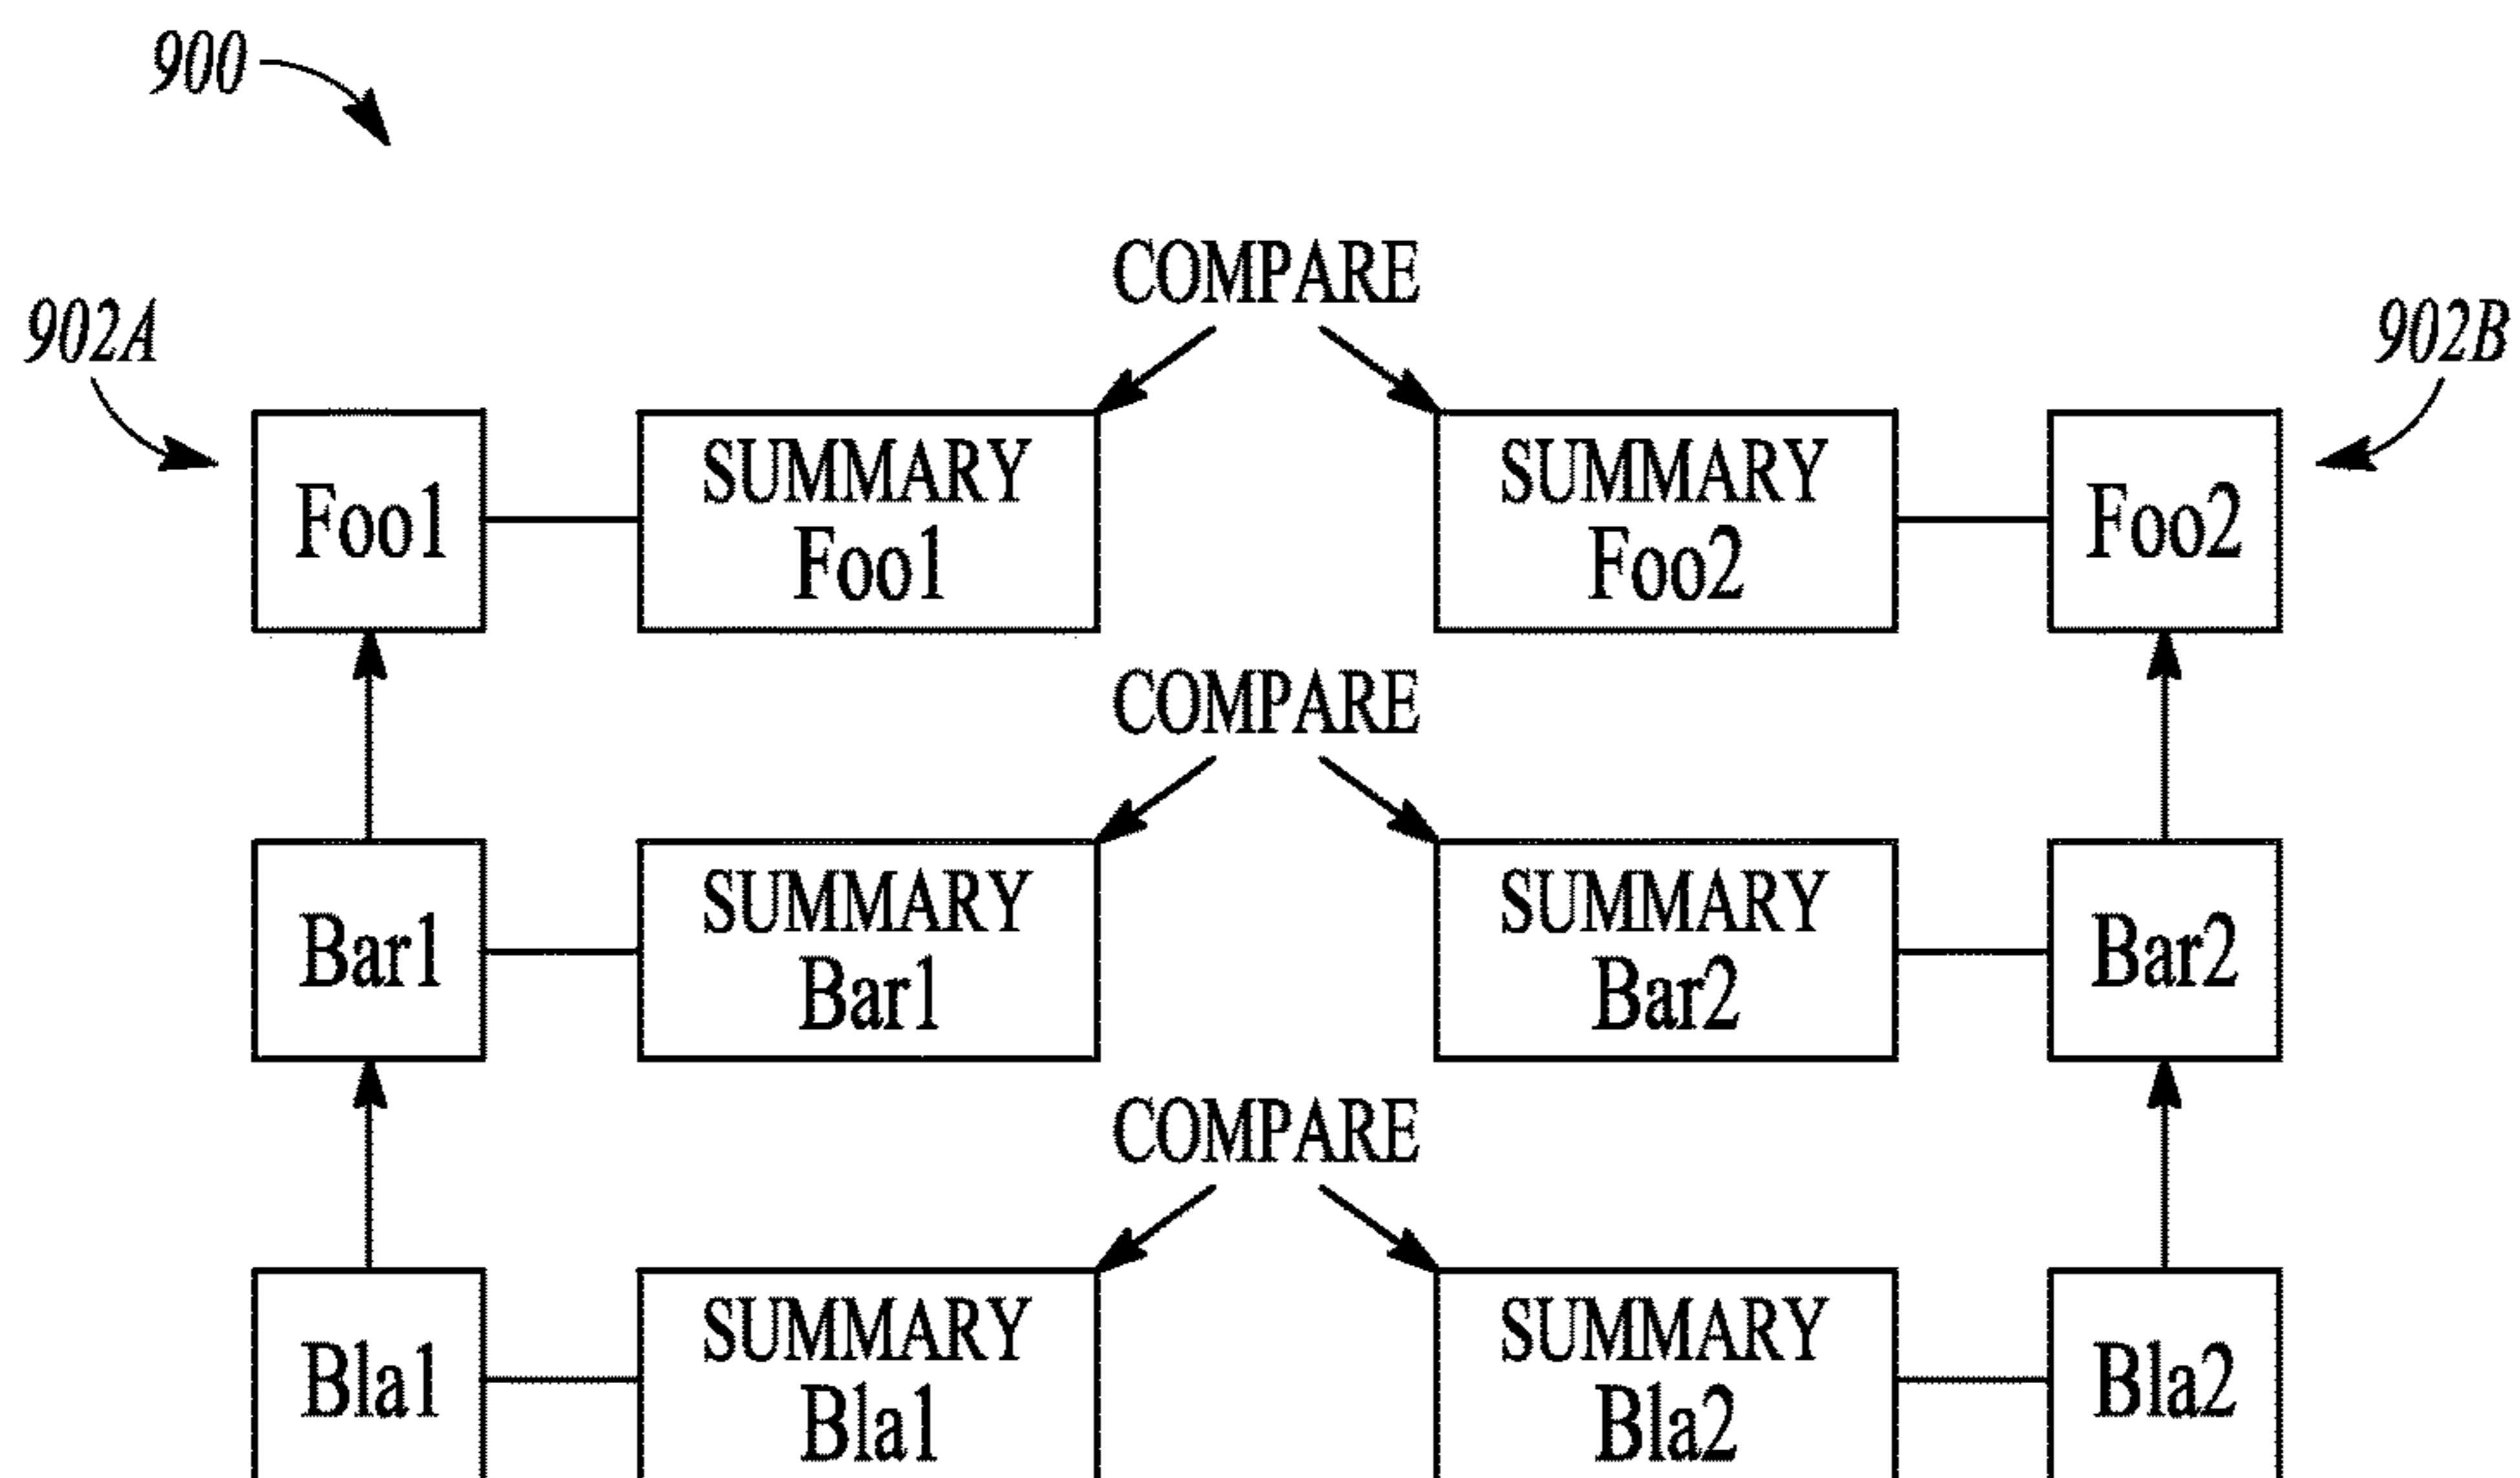 900
COMPARE
902A
902B
Foo1
SUMMARY
Foo1
SUMMARY
Foo2
Foo2
COMPARE
Bar1
SUMMARY
Bar1
SUMMARY
Bar2
Bar2
COMPARE
Bla1
SUMMARY
Bla1
SUMMARY
Bla2
Bla2